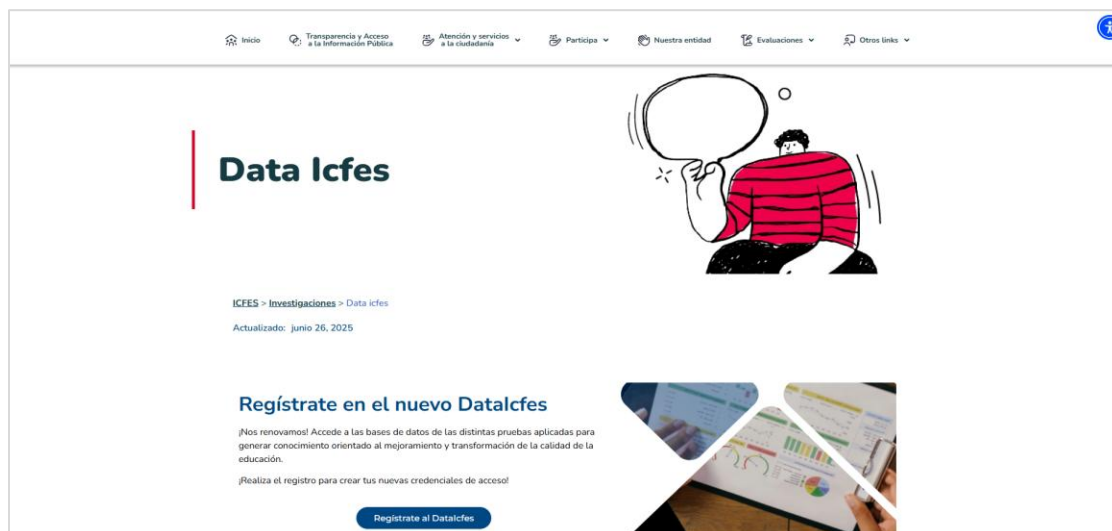 Inicio
Transparencia y Acceso
a la Información Pública
Atención y servicios
a la ciudadanía
Participa
Nuestra entidad
Evaluaciones
Otros links
Data Icfes
ICFES > Investigaciones > Data icfes
Actualizado: junio 26, 2025
Regístrate en el nuevo DataIcfes
¡Nos renovamos! Accede a las bases de datos de las distintas pruebas aplicadas para
generar conocimiento orientado al mejoramiento y transformación de la calidad de la
educación.
¡Realiza el registro para crear tus nuevas credenciales de acceso!
Regístrate al DataIcfes